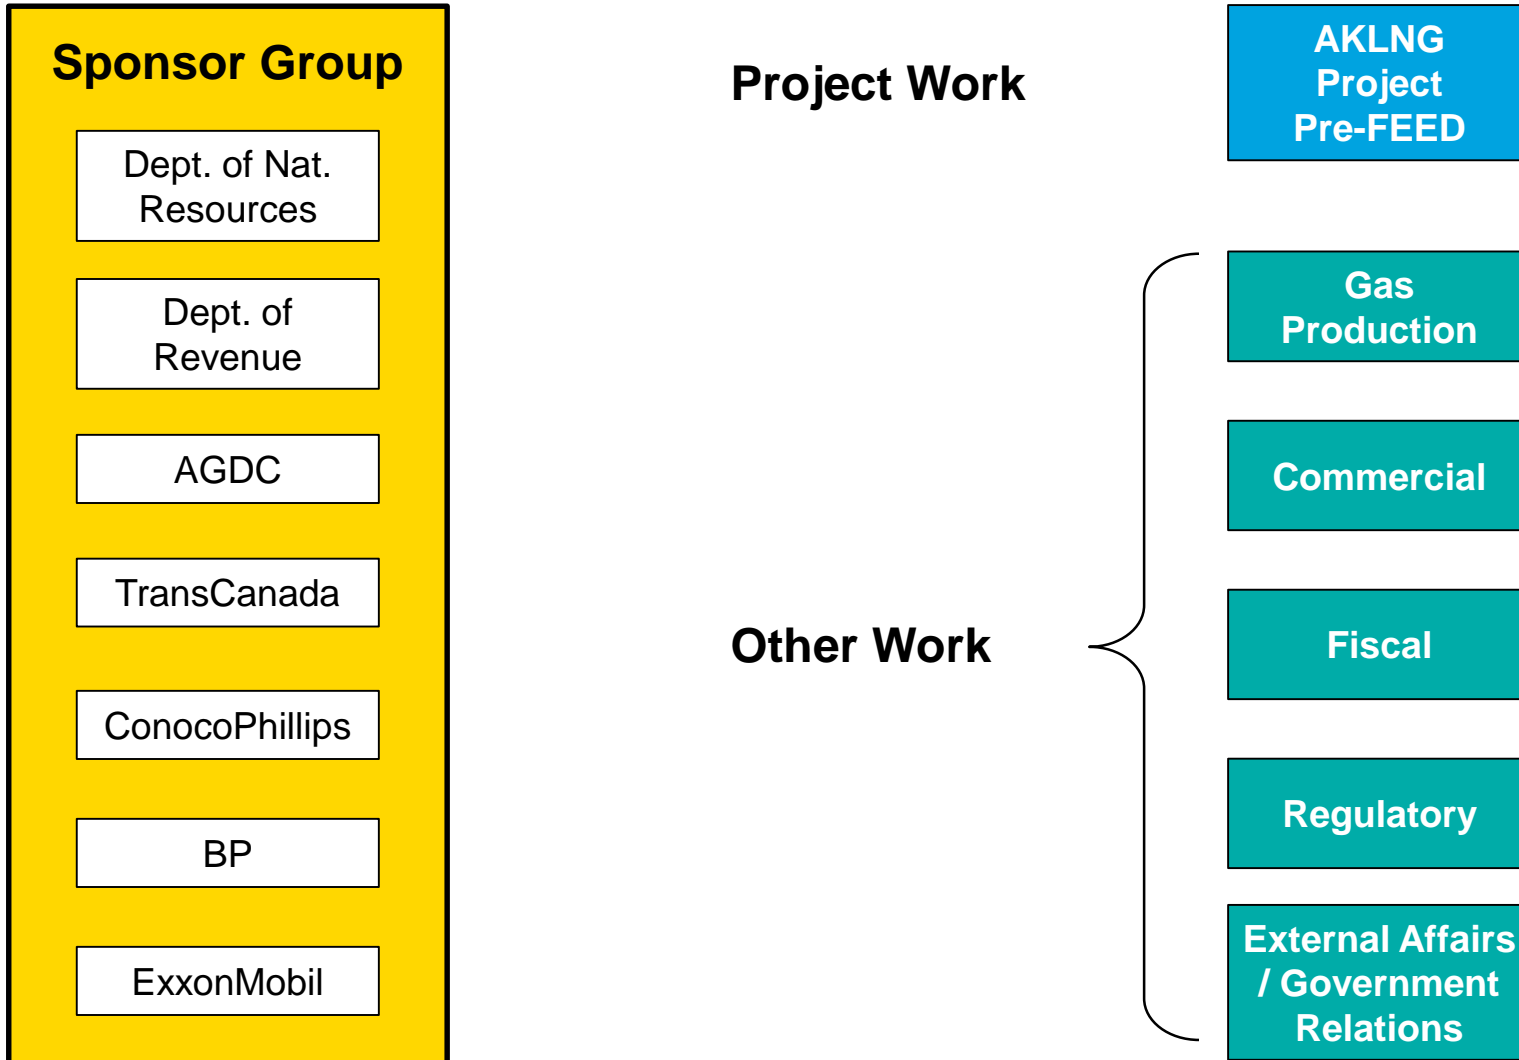 Sponsor Group
Dept. of Nat.
Resources
Dept. of
Revenue
AGDC
TransCanada
ConocoPhillips
BP
ExxonMobil
Project Work
Other Work
AKLNG
Project
Pre-FEED
Gas
Production
Commercial
Fiscal
Regulatory
External Affairs
/ Government
Relations